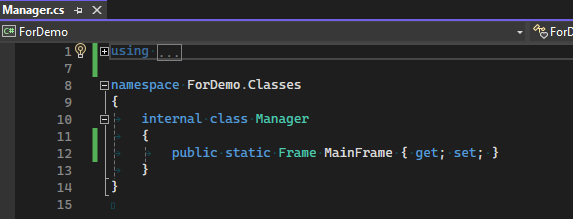 Manager.cs
ForDemo
ForD
1 using ...
7
8 namespace ForDemo.Classes
9 {
10 internal class Manager
11 {
12 public static Frame MainFrame { get; set; }
13 }
14 }
15